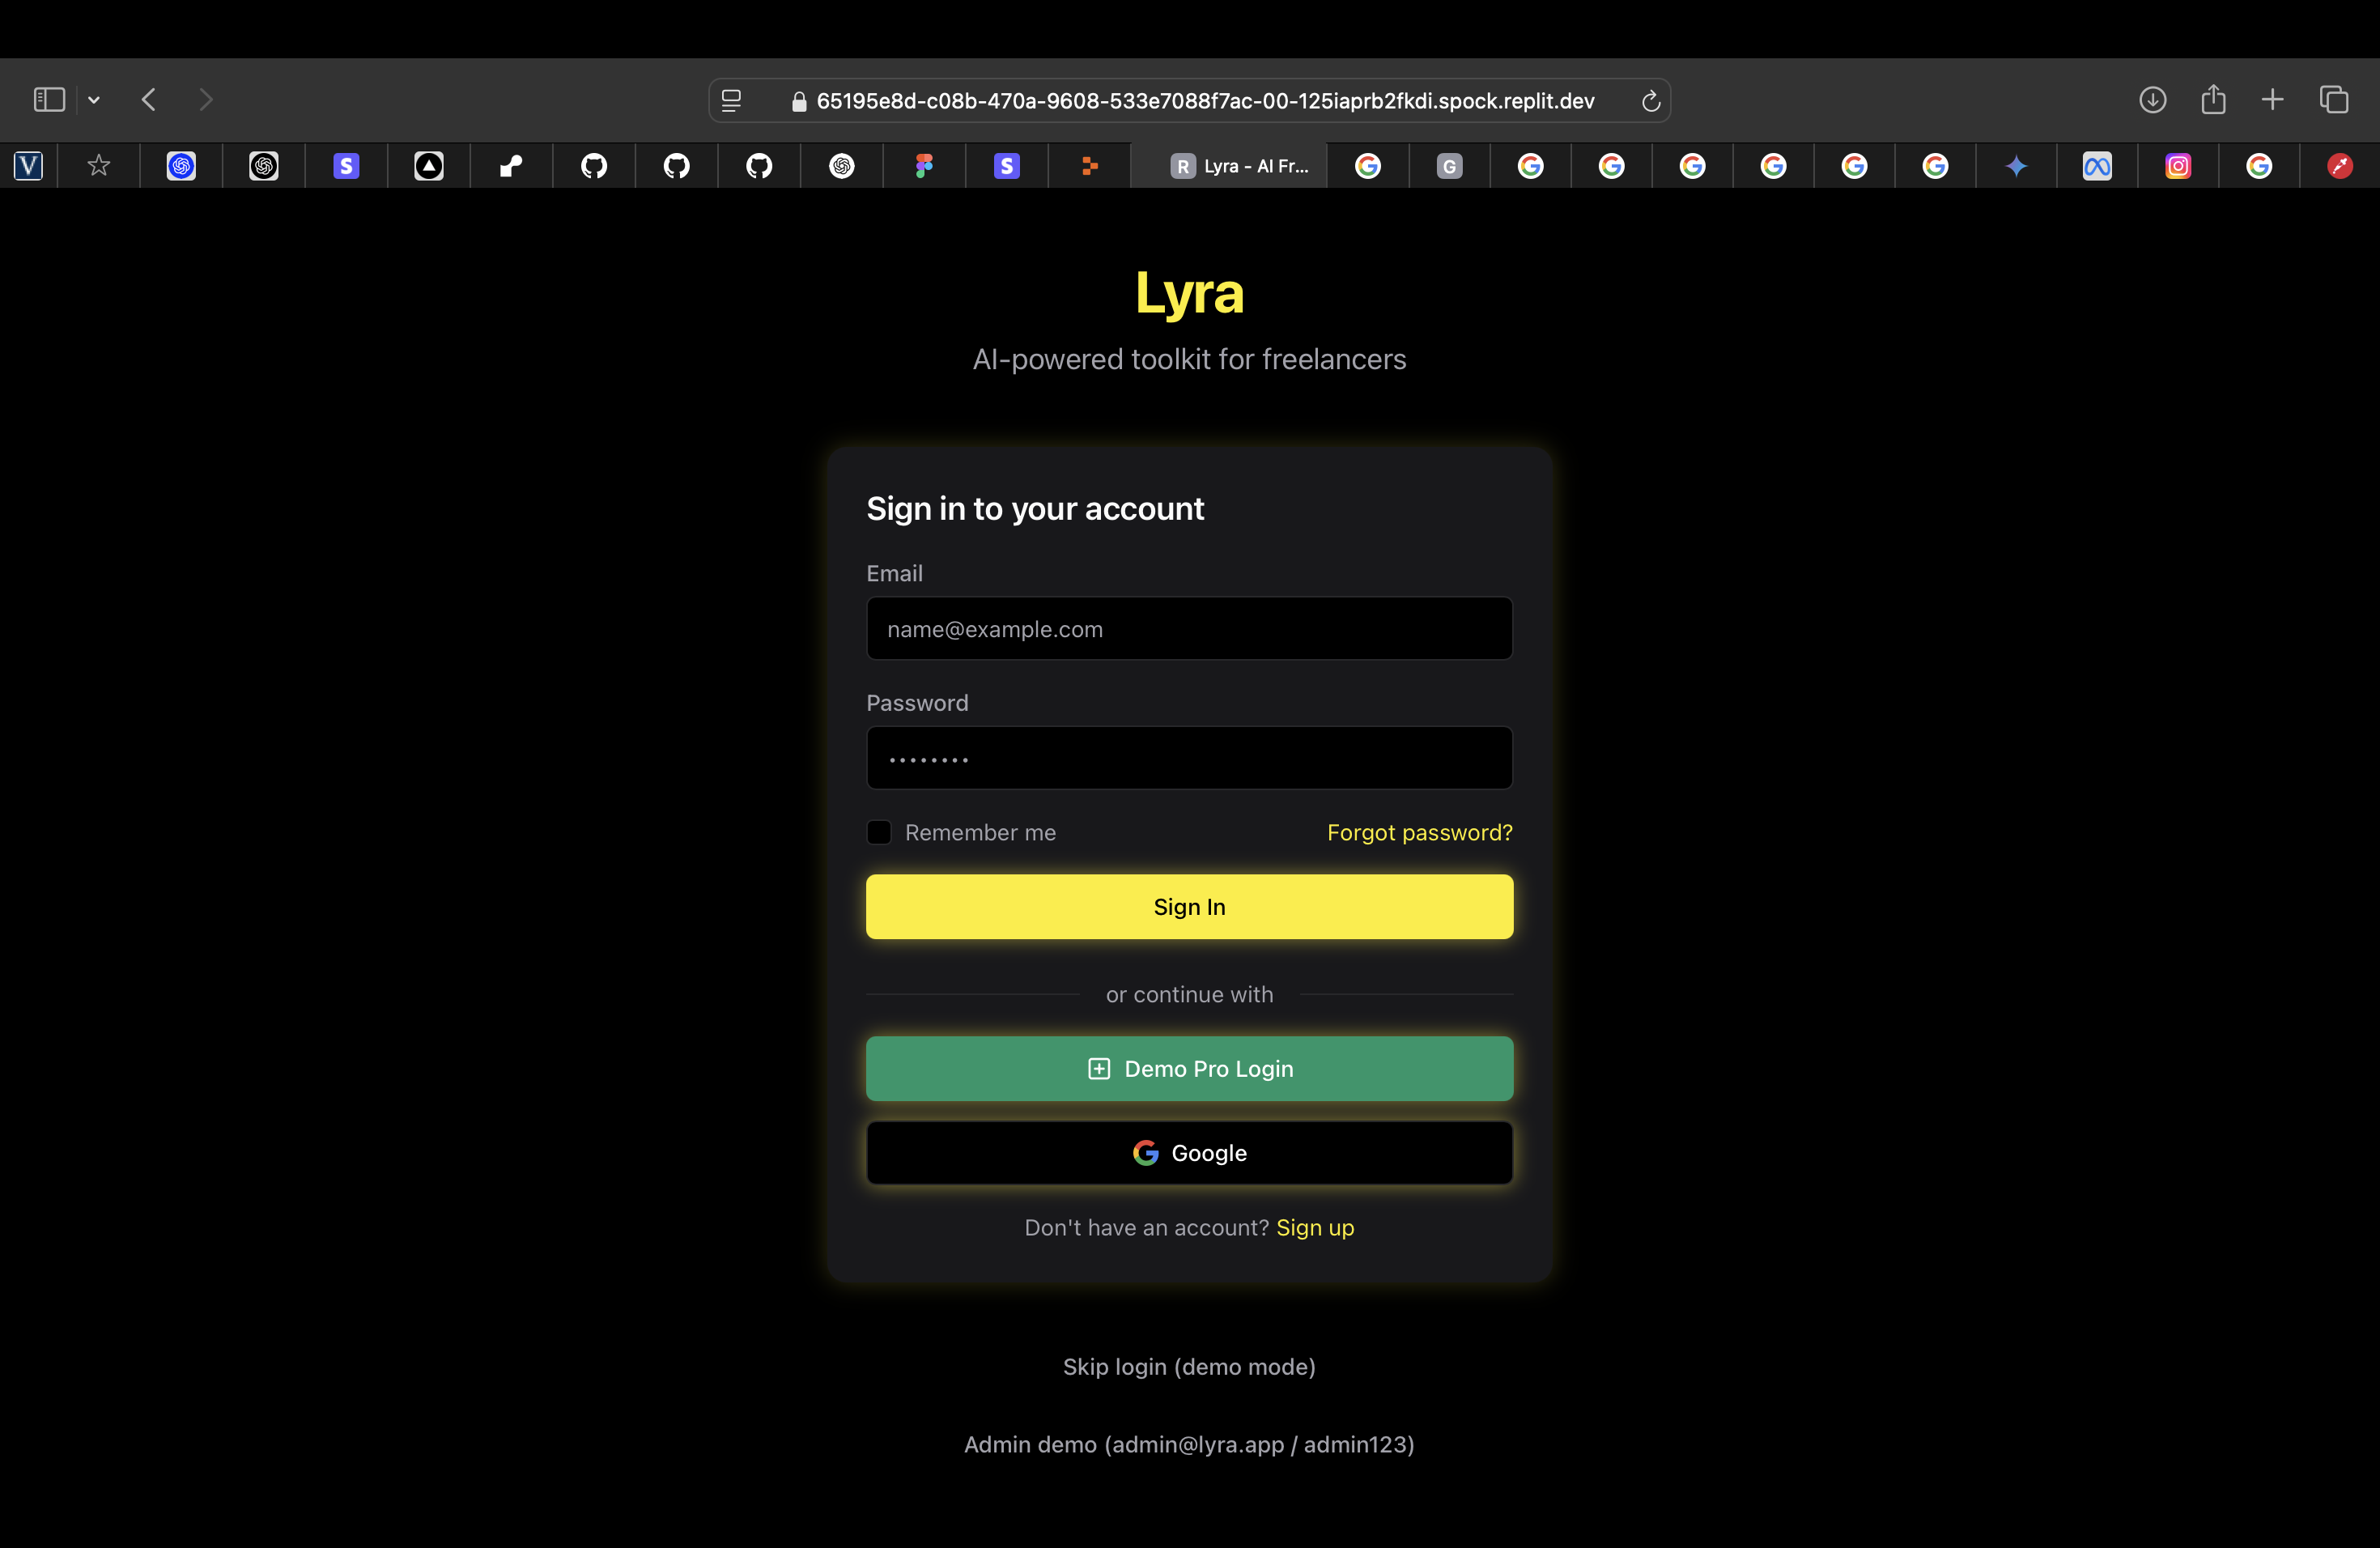 65195e8d-c08b-470a-9608-533e7088f7ac-00-125iaprb2fkdi.spock.replit.dev
V
S
S
R Lyra - AI Fr...
G
Lyra
AI-powered toolkit for freelancers
Sign in to your account
Email
name@example.com
Password
••••••••
Remember me
Forgot password?
Sign In
or continue with
Demo Pro Login
Google
Don't have an account? Sign up
Skip login (demo mode)
Admin demo (admin@lyra.app / admin123)